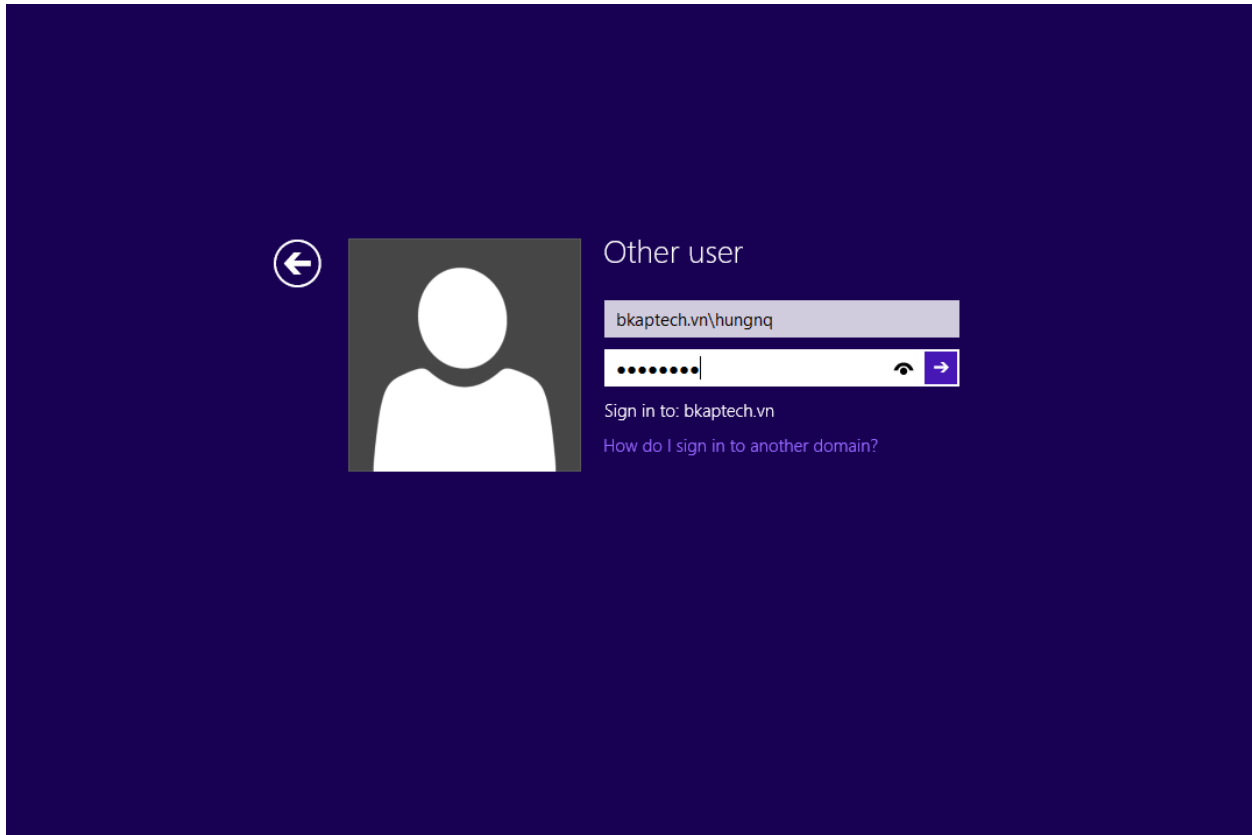 Other user
bkaptech.vn\hungnq
••••••••
Sign in to: bkaptech.vn
How do I sign in to another domain?